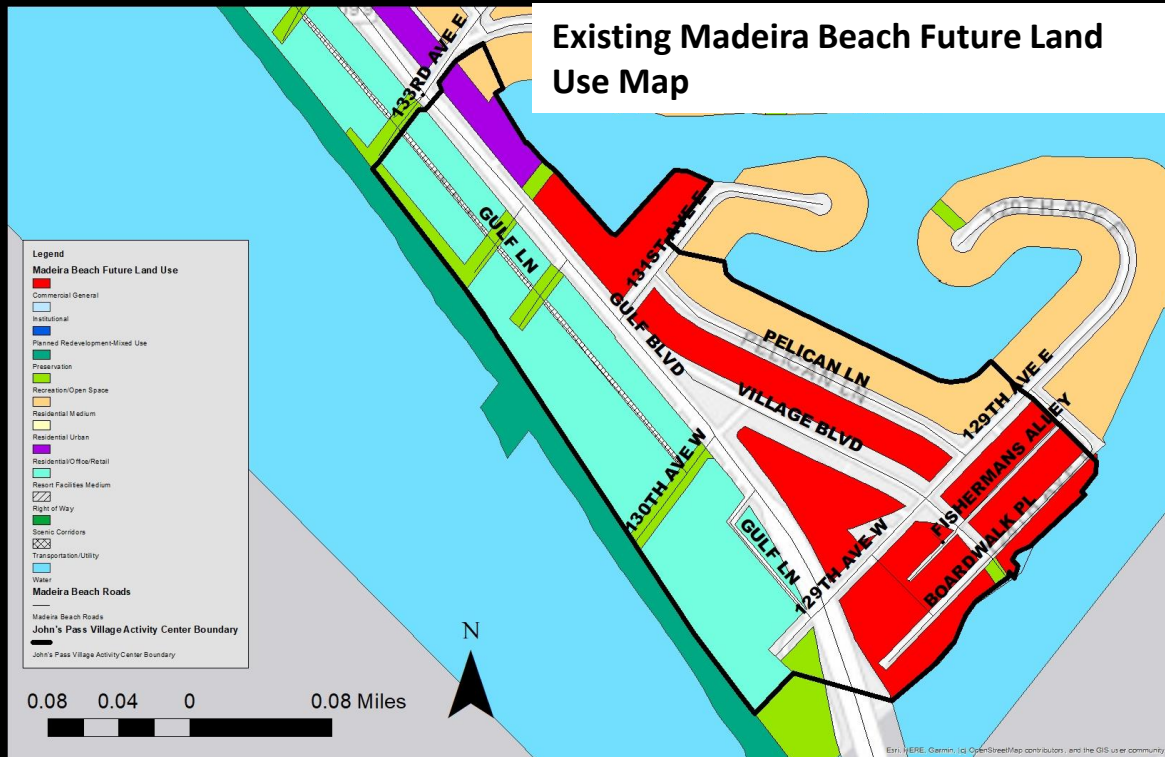 Existing Madeira Beach Future Land
Use Map
133RD AVE E
GULF LN
131ST AVE E
GULF BLVD
PELICAN LN
PELICAN LN
VILLAGE BLVD
129TH AVE E
129TH AVE E
FISHERMANS ALLEY
130TH AVE W
GULF LN
129TH AVE W
BOARDWALK PL
Legend
Madeira Beach Future Land Use
Commercial General
Institutional
Planned Redevelopment-Mixed Use
Preservation
Recreation/Open Space
Residential Medium
Residential Urban
Residential/Office/Retail
Resort Facilities Medium
Right of Way
Scenic Corridors
Transportation/Utility
Water
Madeira Beach Roads
Madeira Beach Roads
John's Pass Village Activity Center Boundary
John's Pass Village Activity Center Boundary
N
0.08 0.04 0 0.08 Miles
Esri, HERE, Garmin, (c) OpenStreetMap contributors, and the GIS user community